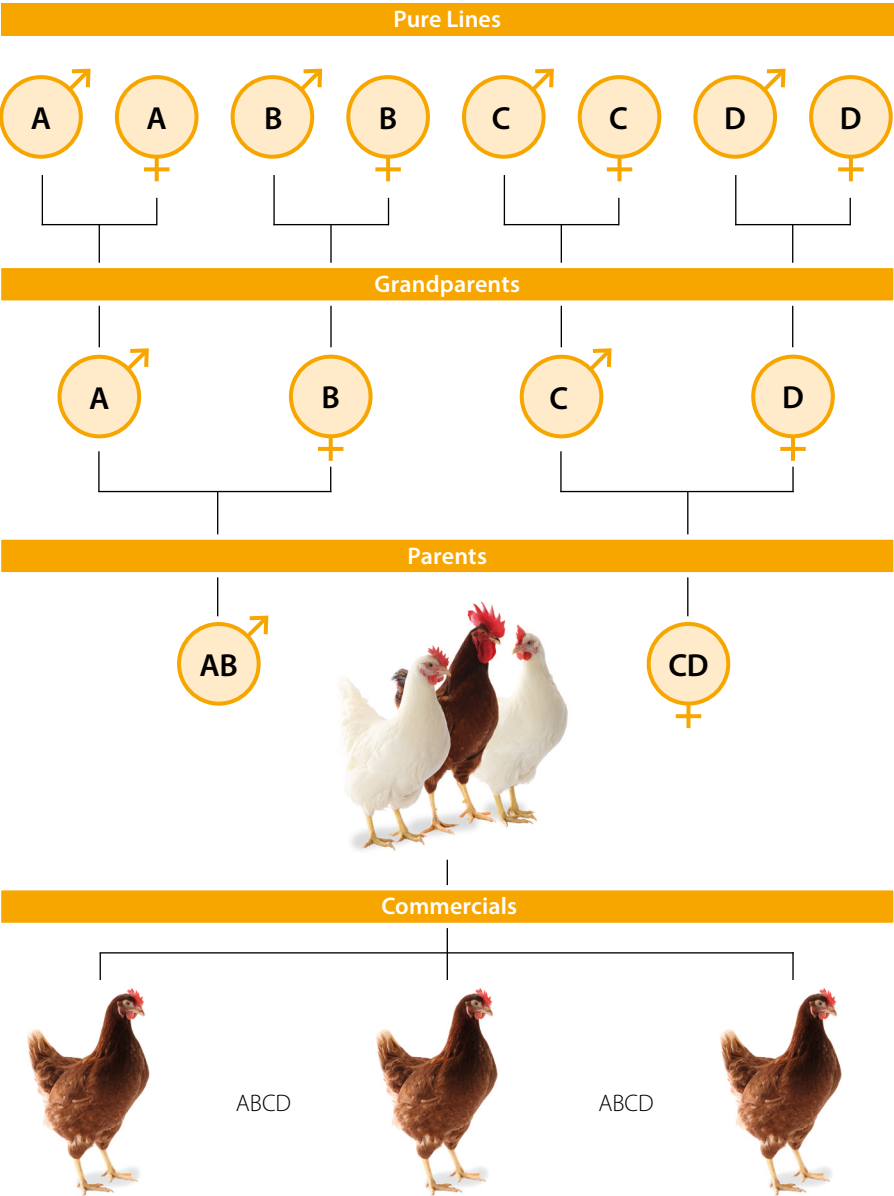 Pure Lines
A A B B C C D D
Grandparents
A B C D
Parents
AB CD
Commercials
ABCD ABCD